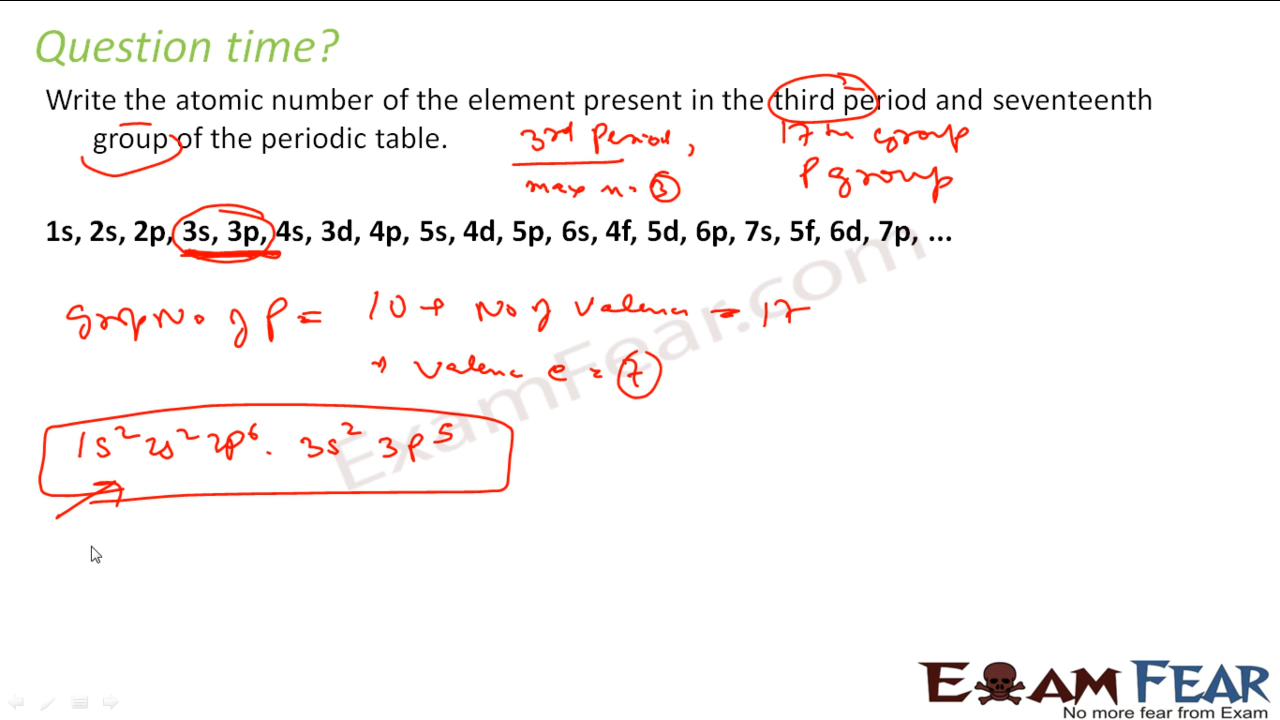 Question time?
Write the atomic number of the element present in the third period and seventeenth
group of the periodic table.
3rd Period, 17th group
max n = 3 P group
1s, 2s, 2p, 3s, 3p, 4s, 3d, 4p, 5s, 4d, 5p, 6s, 4f, 5d, 6p, 7s, 5f, 6d, 7p, ...
Grp No. of P = 10 + No of Valence = 17
→ Valence e = 7
1s² 2s² 2p⁶. 3s² 3p⁵
ExamFear.com
EXAM FEAR
No more fear from Exam